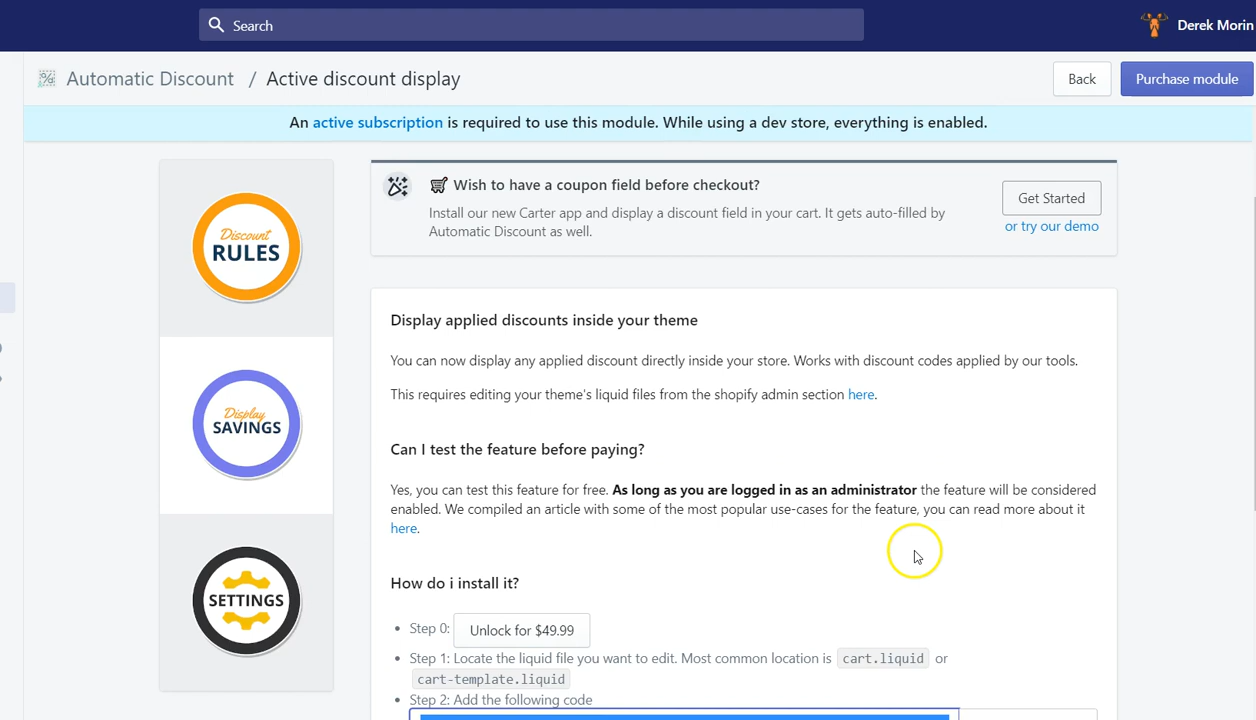 Search
Derek Morin
Automatic Discount / Active discount display
Back
Purchase module
An active subscription is required to use this module. While using a dev store, everything is enabled.
Discount
RULES
Display
SAVINGS
SETTINGS
Wish to have a coupon field before checkout?
Install our new Carter app and display a discount field in your cart. It gets auto-filled by
Automatic Discount as well.
Get Started
or try our demo
Display applied discounts inside your theme
You can now display any applied discount directly inside your store. Works with discount codes applied by our tools.
This requires editing your theme's liquid files from the shopify admin section here.
Can I test the feature before paying?
Yes, you can test this feature for free. As long as you are logged in as an administrator the feature will be considered
enabled. We compiled an article with some of the most popular use-cases for the feature, you can read more about it
here.
How do i install it?
• Step 0: Unlock for $49.99
• Step 1: Locate the liquid file you want to edit. Most common location is cart.liquid or
cart-template.liquid
• Step 2: Add the following code